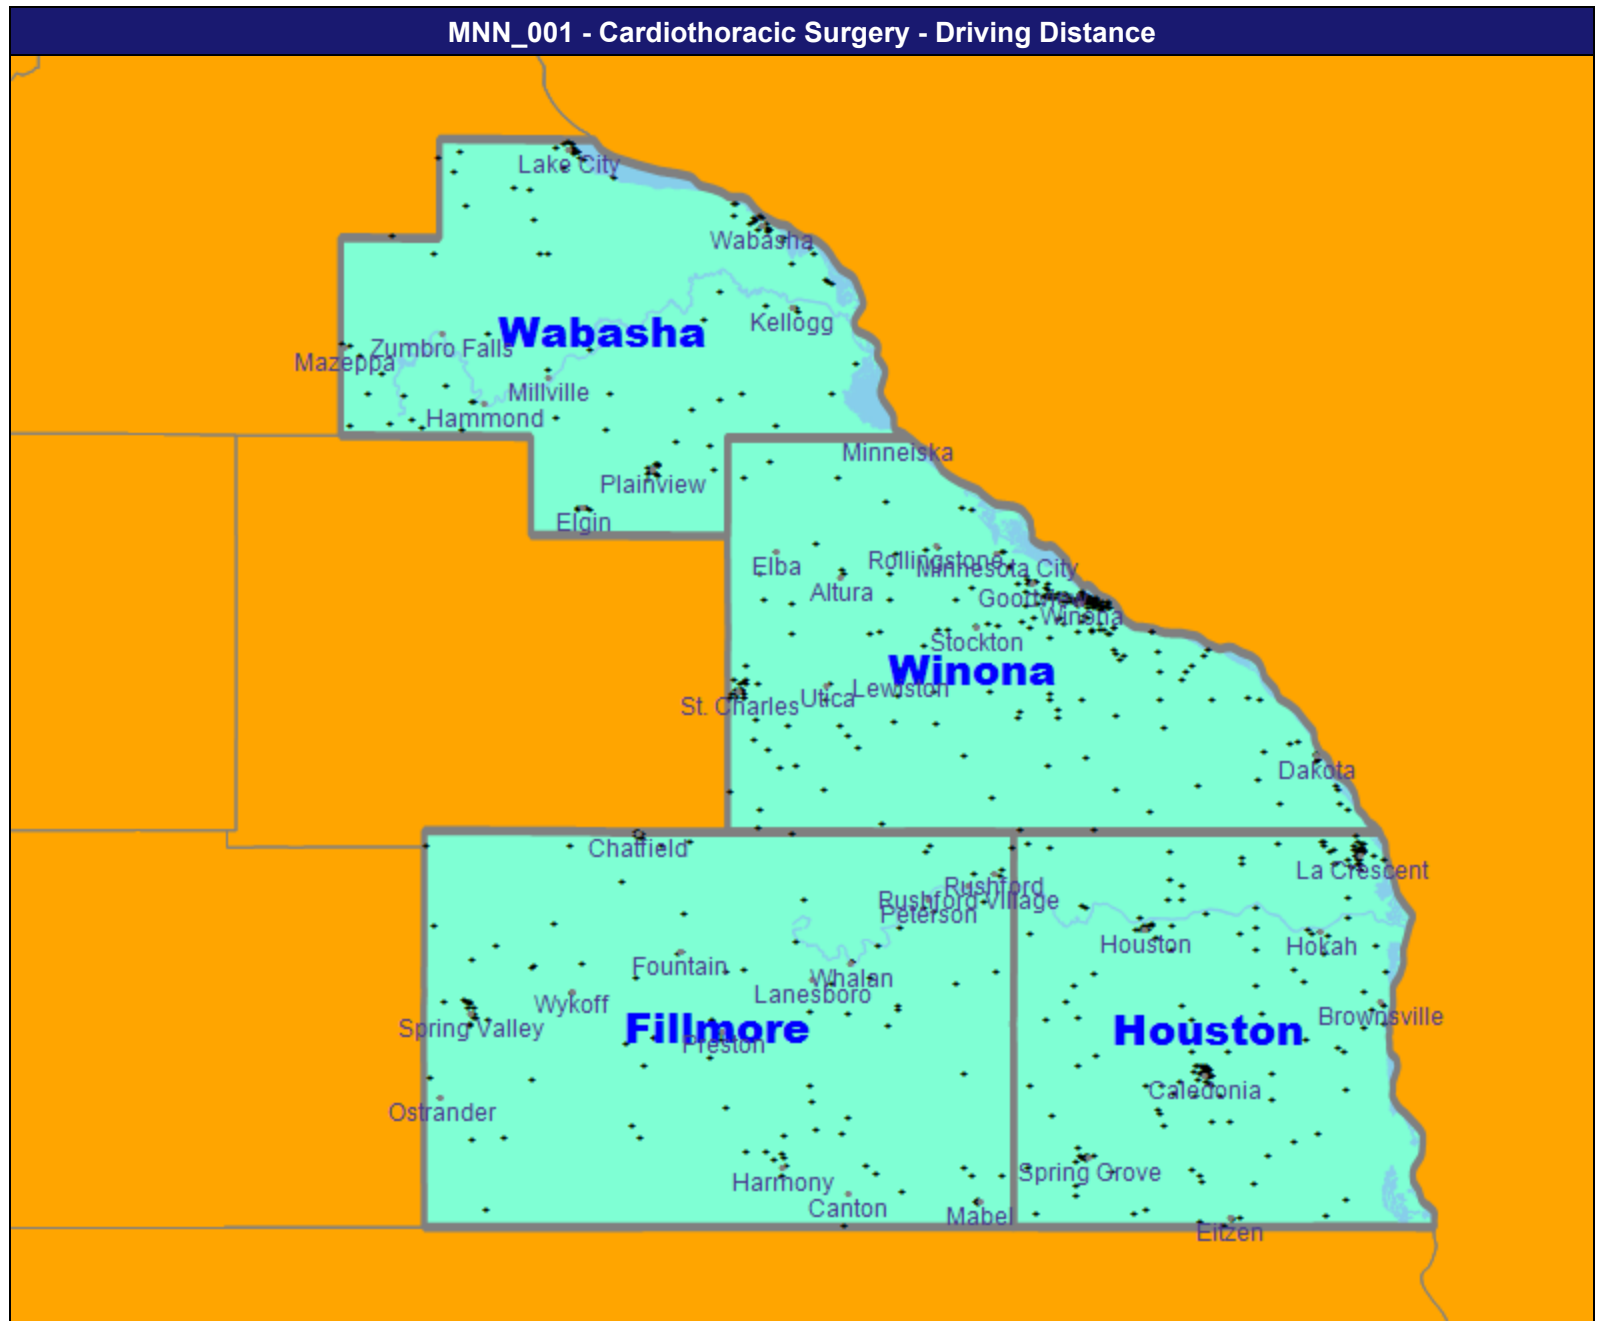 MNN_001 - Cardiothoracic Surgery - Driving Distance
Lake City
Wabasha
Kellogg
Wabasha
Zumbro Falls
Mazeppa
Millville
Hammond
Minneiska
Plainview
Elgin
Rollingstone
Elba
Minnesota City
Altura
Goodview
Winona
Stockton
Winona
Lewiston
Utica
St. Charles
Dakota
Chatfield
La Crescent
Rushford
Rushford Village
Peterson
Houston
Hokah
Fountain
Whalan
Lanesboro
Wykoff
Brownsville
Spring Valley
Fillmore
Houston
Preston
Caledonia
Ostrander
Spring Grove
Harmony
Canton
Mabel
Eitzen